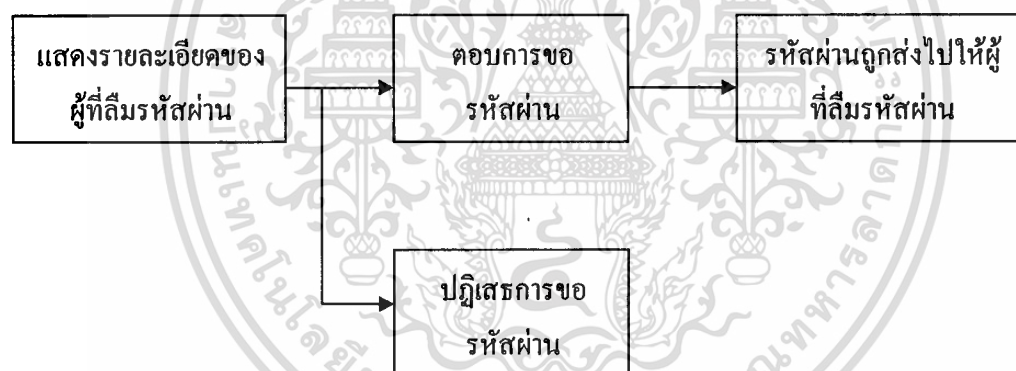 แสดงรายละเอียดของ
ผู้ที่ลืมรหัสผ่าน
ตอบการขอ
รหัสผ่าน
รหัสผ่านถูกส่งไปให้ผู้
ที่ลืมรหัสผ่าน
ปฏิเสธการขอ
รหัสผ่าน